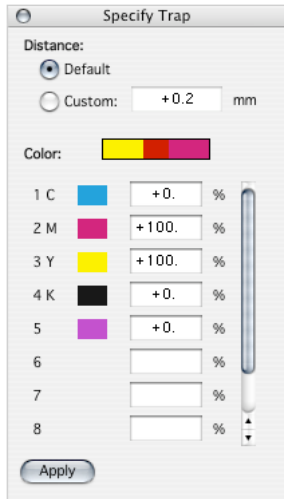 Specify Trap
Distance:
Default
Custom: +0.2 mm
Color:
1 C +0. %
2 M +100. %
3 Y +100. %
4 K +0. %
5 +0. %
6 %
7 %
8 %
Apply